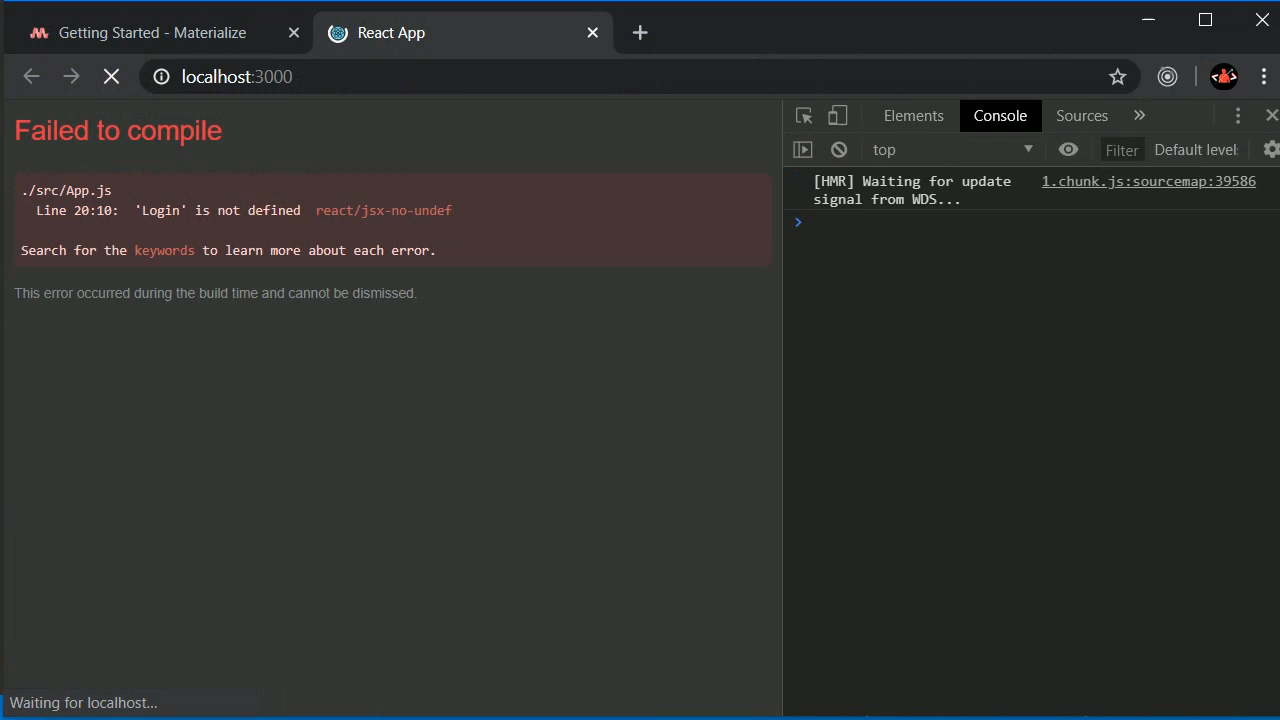 Getting Started - Materialize
React App
localhost:3000
Failed to compile
./src/App.js
Line 20:10: 'Login' is not defined react/jsx-no-undef
Search for the keywords to learn more about each error.
This error occurred during the build time and cannot be dismissed.
Waiting for localhost...
Elements Console Sources
top Filter Default level
[HMR] Waiting for update 1.chunk.js:sourcemap:39586
signal from WDS...